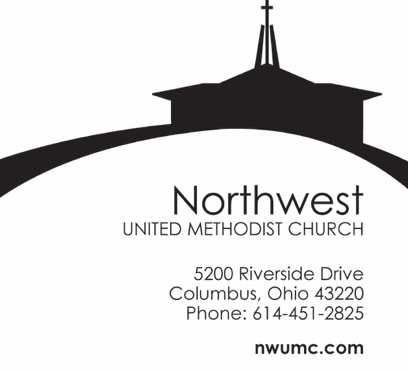 Northwest
UNITED METHODIST CHURCH
5200 Riverside Drive
Columbus, Ohio 43220
Phone: 614-451-2825
nwumc.com